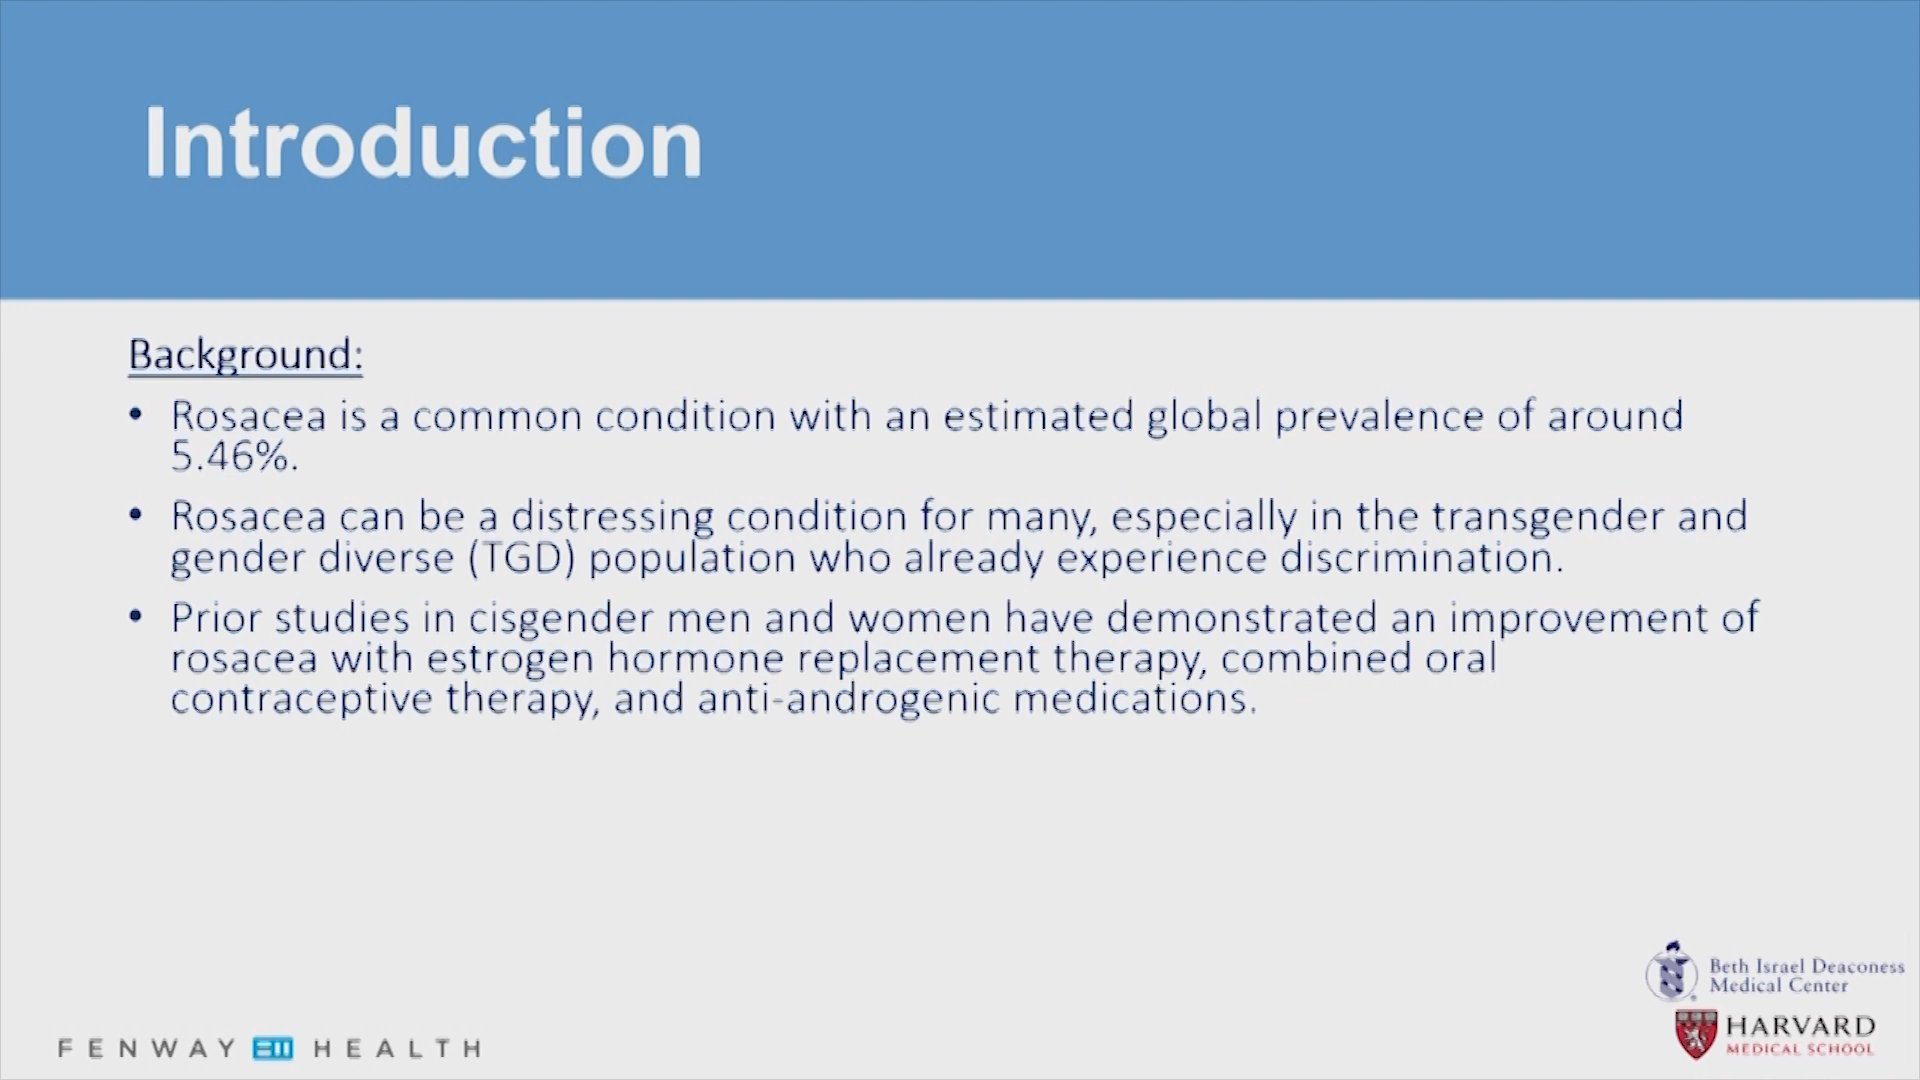 Introduction
Background:
• Rosacea is a common condition with an estimated global prevalence of around
5.46%.
• Rosacea can be a distressing condition for many, especially in the transgender and
gender diverse (TGD) population who already experience discrimination.
• Prior studies in cisgender men and women have demonstrated an improvement of
rosacea with estrogen hormone replacement therapy, combined oral
contraceptive therapy, and anti-androgenic medications.
Beth Israel Deaconess
Medical Center
HARVARD
MEDICAL SCHOOL
FENWAY HEALTH